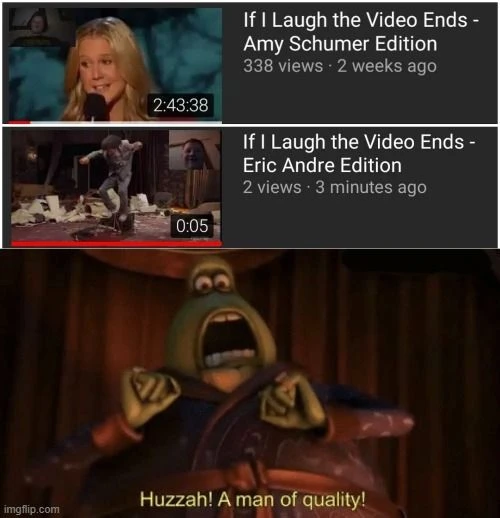 If I Laugh the Video Ends -
Amy Schumer Edition
338 views · 2 weeks ago
2:43:38
If I Laugh the Video Ends -
Eric Andre Edition
2 views · 3 minutes ago
0:05
Huzzah! A man of quality!
imgflip.com